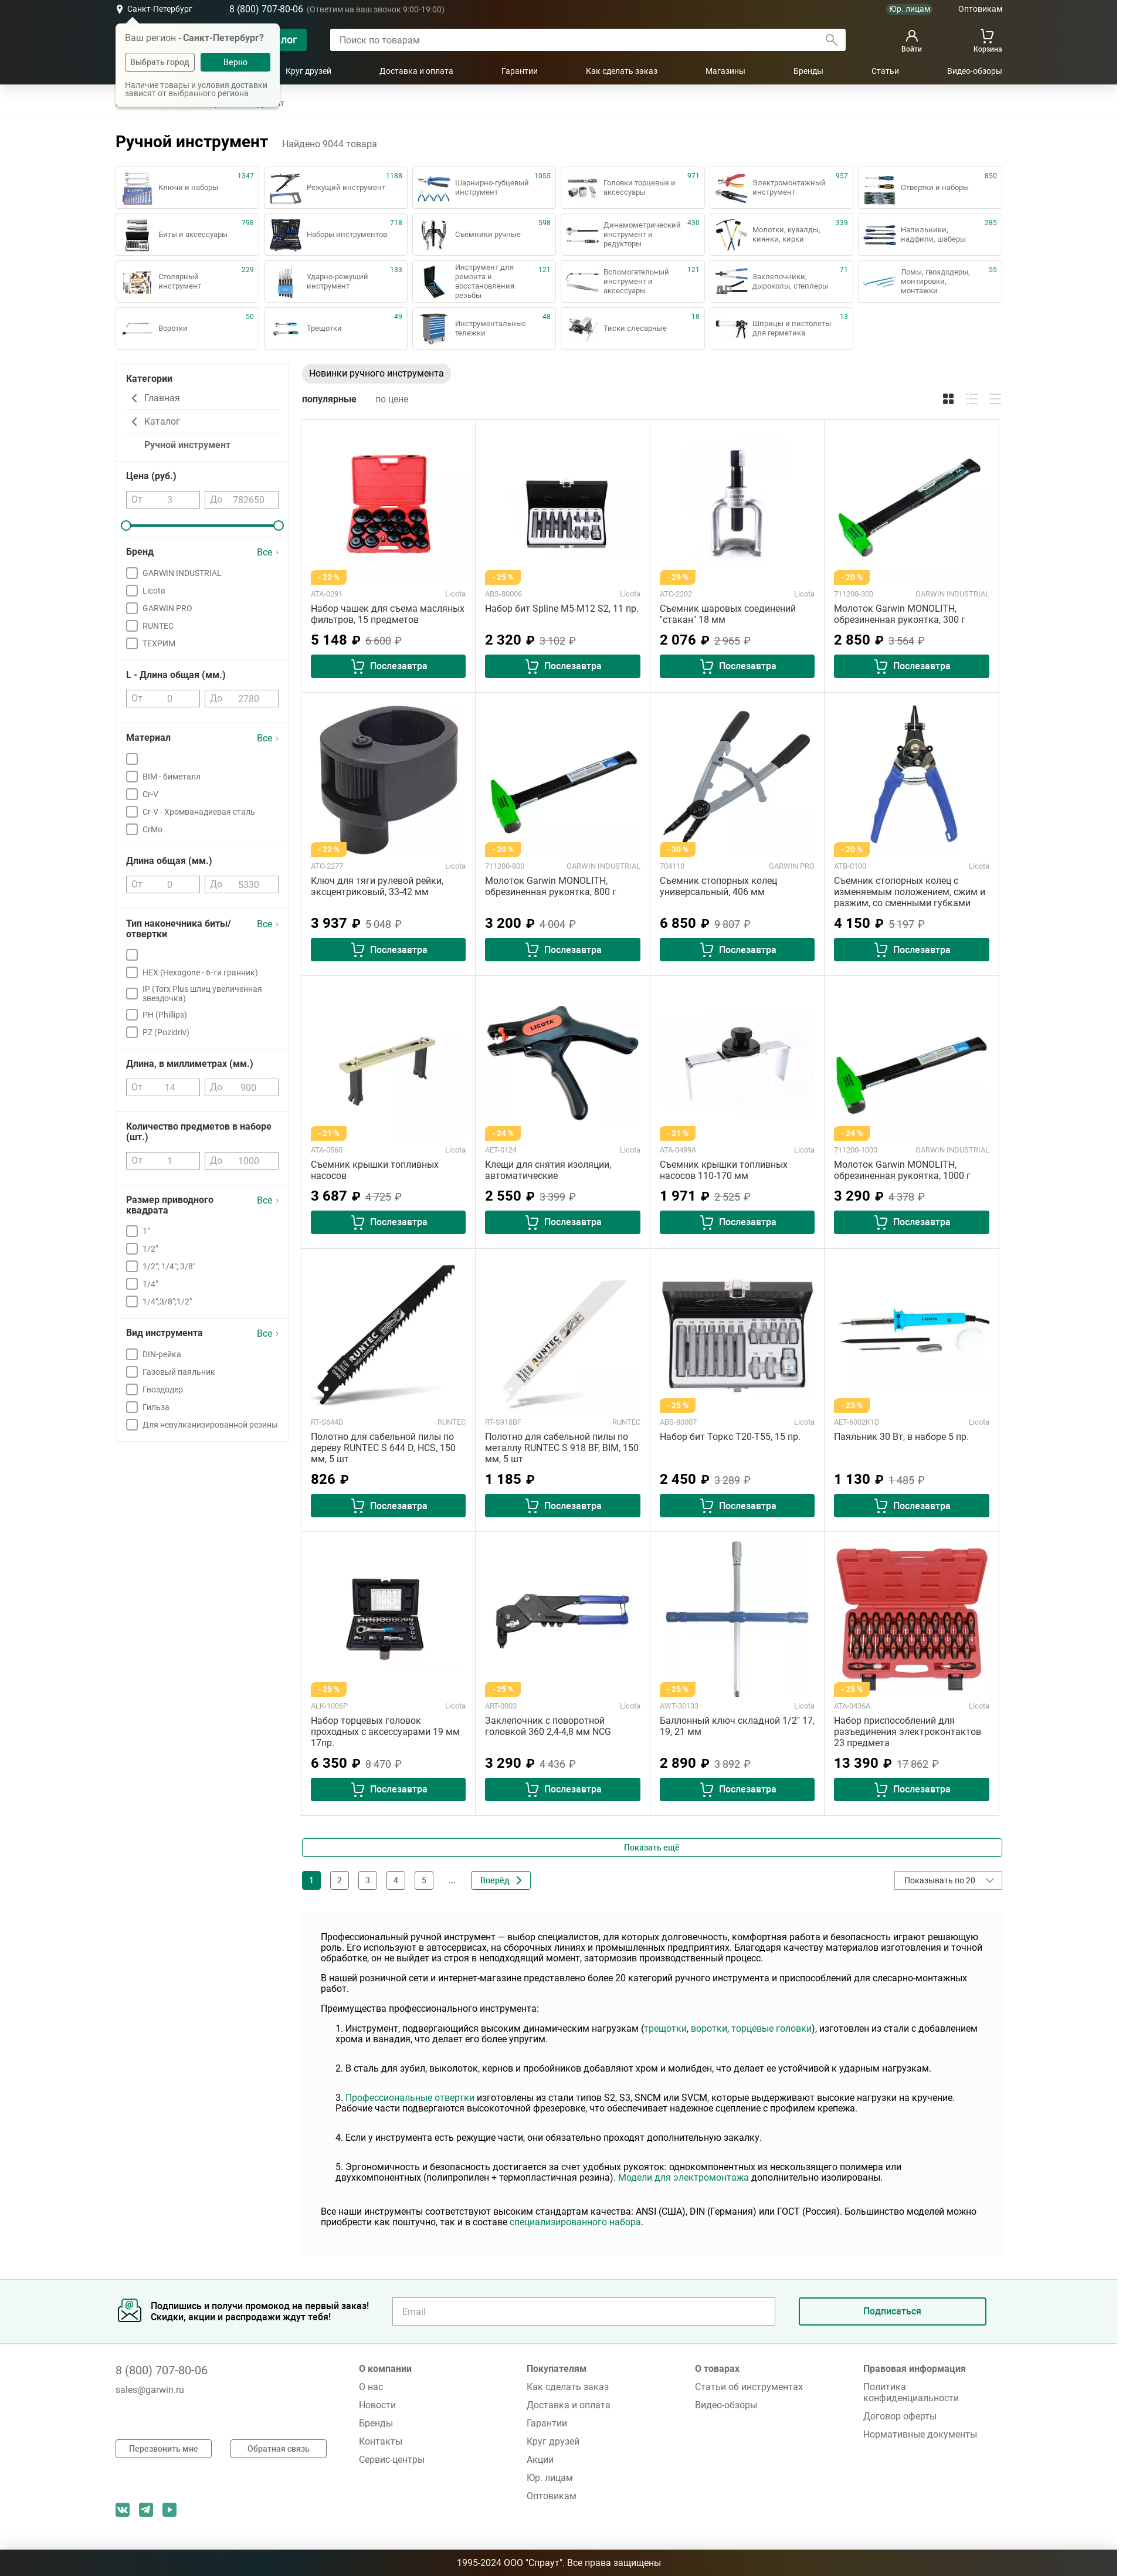 Санкт-Петербург
8 (800) 707-80-06 (Ответим на ваш звонок 9:00-19:00)
Юр. лицам
Оптовикам
Ваш регион - Санкт-Петербург?
Выбрать город
Верно
Наличие товары и условия доставки
зависят от выбранного региона
Поиск по товарам
Войти
Корзина
Круг друзей
Доставка и оплата
Гарантии
Как сделать заказ
Магазины
Бренды
Статьи
Видео-обзоры
Ручной инструмент
Найдено 9044 товара
Ключи и наборы 1347
Режущий инструмент 1188
Шарнирно-губцевый инструмент 1055
Головки торцевые и аксессуары 971
Электромонтажный инструмент 957
Отвертки и наборы 850
Биты и аксессуары 798
Наборы инструментов 718
Съёмники ручные 598
Динамометрический инструмент и редукторы 430
Молотки, кувалды, киянки, кирки 339
Напильники, надфили, шаберы 285
Столярный инструмент 229
Ударно-режущий инструмент 133
Инструмент для ремонта и восстановления резьбы 121
Вспомогательный инструмент и аксессуары 121
Заклепочники, дыроколы, степлеры 71
Ломы, гвоздодеры, монтировки, монтажки 55
Воротки 50
Трещотки 49
Инструментальные тележки 48
Тиски слесарные 18
Шприцы и пистолеты для герметика 13
Категории
Главная
Каталог
Ручной инструмент
Цена (руб.)
От 3 До 782650
Бренд Все
GARWIN INDUSTRIAL
Licota
GARWIN PRO
RUNTEC
ТЕХРИМ
L - Длина общая (мм.)
От 0 До 2780
Материал Все
BIM - биметалл
Cr-V
Cr-V - Хромванадиевая сталь
CrMo
Длина общая (мм.)
От 0 До 5330
Тип наконечника биты/отвертки Все
HEX (Hexagone - 6-ти гранник)
IP (Torx Plus шлиц увеличенная звездочка)
PH (Phillips)
PZ (Pozidriv)
Длина, в миллиметрах (мм.)
От 14 До 900
Количество предметов в наборе (шт.)
От 1 До 1000
Размер приводного квадрата Все
1"
1/2"
1/2"; 1/4"; 3/8"
1/4"
1/4";3/8";1/2"
Вид инструмента Все
DIN-рейка
Газовый паяльник
Гвоздодер
Гильза
Для невулканизированной резины
Новинки ручного инструмента
популярные
по цене
- 22 %
ATA-0291 Licota
Набор чашек для съема масляных фильтров, 15 предметов
5 148 ₽ 6 600 ₽
Послезавтра
- 25 %
ABS-80006 Licota
Набор бит Spline M5-M12 S2, 11 пр.
2 320 ₽ 3 102 ₽
Послезавтра
- 29 %
ATC-2202 Licota
Съемник шаровых соединений "стакан" 18 мм
2 076 ₽ 2 965 ₽
Послезавтра
- 20 %
711200-300 GARWIN INDUSTRIAL
Молоток Garwin MONOLITH, обрезиненная рукоятка, 300 г
2 850 ₽ 3 564 ₽
Послезавтра
- 22 %
ATC-2277 Licota
Ключ для тяги рулевой рейки, эксцентриковый, 33-42 мм
3 937 ₽ 5 048 ₽
Послезавтра
- 20 %
711200-800 GARWIN INDUSTRIAL
Молоток Garwin MONOLITH, обрезиненная рукоятка, 800 г
3 200 ₽ 4 004 ₽
Послезавтра
- 30 %
704110 GARWIN PRO
Съемник стопорных колец универсальный, 406 мм
6 850 ₽ 9 807 ₽
Послезавтра
- 20 %
ATB-0100 Licota
Съемник стопорных колец с изменяемым положением, сжим и разжим, со сменными губками
4 150 ₽ 5 197 ₽
Послезавтра
- 21 %
ATA-0560 Licota
Съемник крышки топливных насосов
3 687 ₽ 4 725 ₽
Послезавтра
LICOTA
- 24 %
AET-0124 Licota
Клещи для снятия изоляции, автоматические
2 550 ₽ 3 399 ₽
Послезавтра
- 21 %
ATA-0499A Licota
Съемник крышки топливных насосов 110-170 мм
1 971 ₽ 2 525 ₽
Послезавтра
- 24 %
711200-1000 GARWIN INDUSTRIAL
Молоток Garwin MONOLITH, обрезиненная рукоятка, 1000 г
3 290 ₽ 4 378 ₽
Послезавтра
RUNTEC
RT-S644D RUNTEC
Полотно для сабельной пилы по дереву RUNTEC S 644 D, HCS, 150 мм, 5 шт
826 ₽
Послезавтра
RUNTEC
RT-S918BF RUNTEC
Полотно для сабельной пилы по металлу RUNTEC S 918 BF, BIM, 150 мм, 5 шт
1 185 ₽
Послезавтра
- 25 %
ABS-80007 Licota
Набор бит Торкс Т20-Т55, 15 пр.
2 450 ₽ 3 289 ₽
Послезавтра
LICOTA
- 23 %
AET-6002K1D Licota
Паяльник 30 Вт, в наборе 5 пр.
1 130 ₽ 1 485 ₽
Послезавтра
- 25 %
ALK-1006P Licota
Набор торцевых головок проходных с аксессуарами 19 мм 17пр.
6 350 ₽ 8 470 ₽
Послезавтра
- 25 %
ART-0003 Licota
Заклепочник с поворотной головкой 360 2,4-4,8 мм NCG
3 290 ₽ 4 436 ₽
Послезавтра
- 25 %
AWT-30133 Licota
Баллонный ключ складной 1/2" 17, 19, 21 мм
2 890 ₽ 3 892 ₽
Послезавтра
- 25 %
ATA-0436A Licota
Набор приспособлений для разъединения электроконтактов 23 предмета
13 390 ₽ 17 862 ₽
Послезавтра
Показать ещё
1 2 3 4 5 ... Вперёд
Показывать по 20
Профессиональный ручной инструмент — выбор специалистов, для которых долговечность, комфортная работа и безопасность играют решающую
роль. Его используют в автосервисах, на сборочных линиях и промышленных предприятиях. Благодаря качеству материалов изготовления и точной
обработке, он не выйдет из строя в неподходящий момент, затормозив производственный процесс.
В нашей розничной сети и интернет-магазине представлено более 20 категорий ручного инструмента и приспособлений для слесарно-монтажных
работ.
Преимущества профессионального инструмента:
1. Инструмент, подвергающийся высоким динамическим нагрузкам (трещотки, воротки, торцевые головки), изготовлен из стали с добавлением
хрома и ванадия, что делает его более упругим.
2. В сталь для зубил, выколоток, кернов и пробойников добавляют хром и молибден, что делает ее устойчивой к ударным нагрузкам.
3. Профессиональные отвертки изготовлены из стали типов S2, S3, SNCM или SVCM, которые выдерживают высокие нагрузки на кручение.
Рабочие части подвергаются высокоточной фрезеровке, что обеспечивает надежное сцепление с профилем крепежа.
4. Если у инструмента есть режущие части, они обязательно проходят дополнительную закалку.
5. Эргономичность и безопасность достигается за счет удобных рукояток: однокомпонентных из нескользящего полимера или
двухкомпонентных (полипропилен + термопластичная резина). Модели для электромонтажа дополнительно изолированы.
Все наши инструменты соответствуют высоким стандартам качества: ANSI (США), DIN (Германия) или ГОСТ (Россия). Большинство моделей можно
приобрести как поштучно, так и в составе специализированного набора.
Подпишись и получи промокод на первый заказ!
Скидки, акции и распродажи ждут тебя!
Email
Подписаться
8 (800) 707-80-06
sales@garwin.ru
Перезвонить мне
Обратная связь
О компании
О нас
Новости
Бренды
Контакты
Сервис-центры
Покупателям
Как сделать заказ
Доставка и оплата
Гарантии
Круг друзей
Акции
Юр. лицам
Оптовикам
О товарах
Статьи об инструментах
Видео-обзоры
Правовая информация
Политика
конфиденциальности
Договор оферты
Нормативные документы
1995-2024 ООО "Спраут". Все права защищены